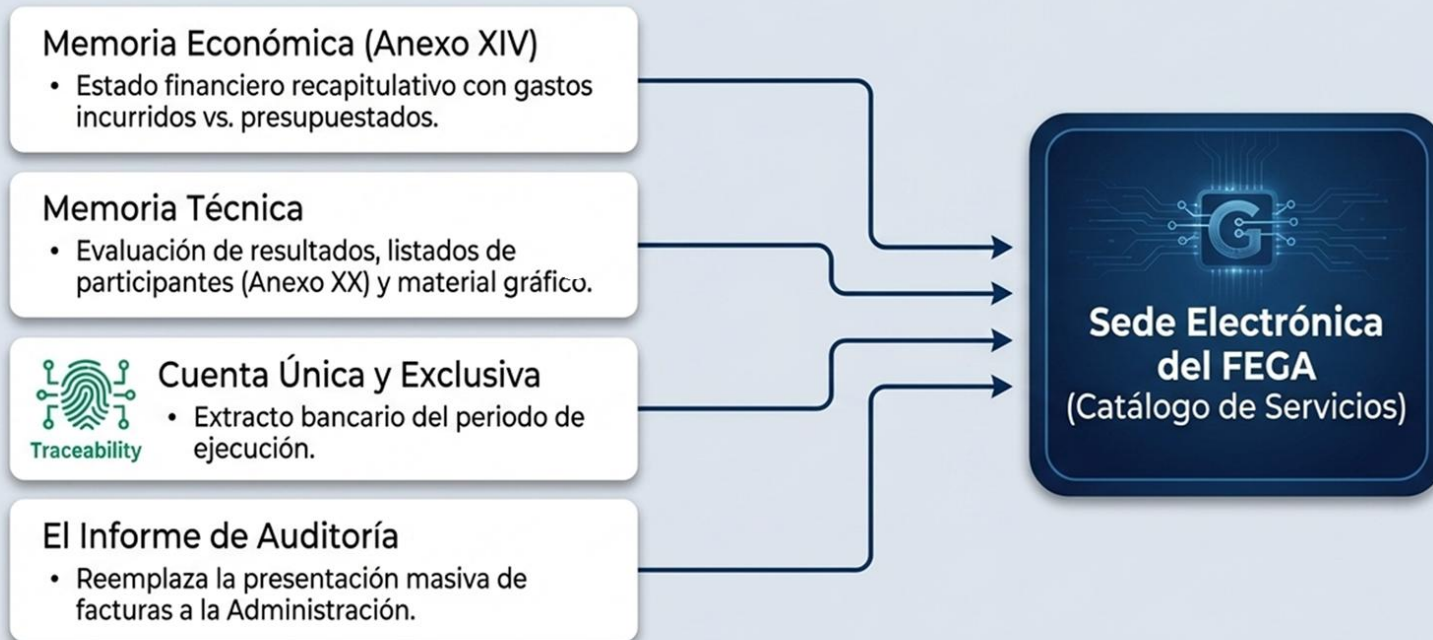 Memoria Económica (Anexo XIV)
• Estado financiero recapitulativo con gastos
incurridos vs. presupuestados.
Memoria Técnica
• Evaluación de resultados, listados de
participantes (Anexo XX) y material gráfico.
Traceability
Cuenta Única y Exclusiva
• Extracto bancario del periodo de
ejecución.
El Informe de Auditoría
• Reemplaza la presentación masiva de
facturas a la Administración.
G
Sede Electrónica
del FEGA
(Catálogo de Servicios)